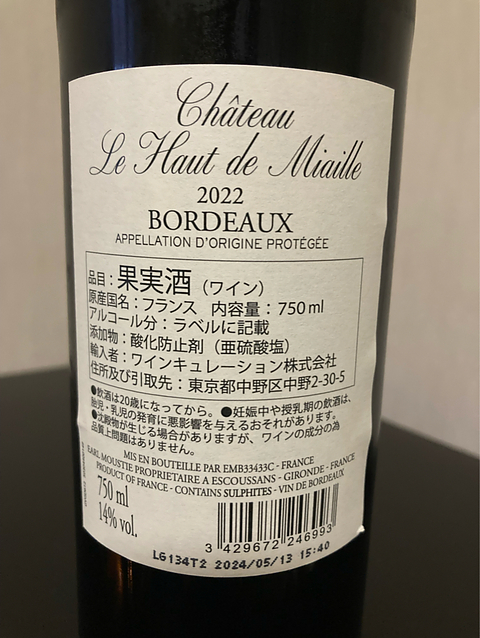 Château
Le Haut de Miaille
2022
BORDEAUX
APPELLATION D'ORIGINE PROTÉGÉE
品目：果実酒（ワイン）
原産国名：フランス　内容量：750ml
アルコール分：ラベルに記載
添加物：酸化防止剤（亜硫酸塩）
輸入者：ワインキュレーション株式会社
住所及び引取先：東京都中野区中野2-30-5
●飲酒は20歳になってから。●妊娠中や授乳期の飲酒は、
胎児・乳児の発育に悪影響を与えるおそれがあります。
●沈殿物が生じる場合がありますが、ワインの成分の為
品質上問題はありません。
MIS EN BOUTEILLE PAR EMB33433C - FRANCE
EARL MOUSTIE PROPRIETAIRE A ESCOUSSANS - GIRONDE - FRANCE
PRODUCT OF FRANCE - CONTAINS SULPHITES - VIN DE BORDEAUX
750 ml
14% vol.
3 429672 246993
L6134T2 2024/05/13 15:40